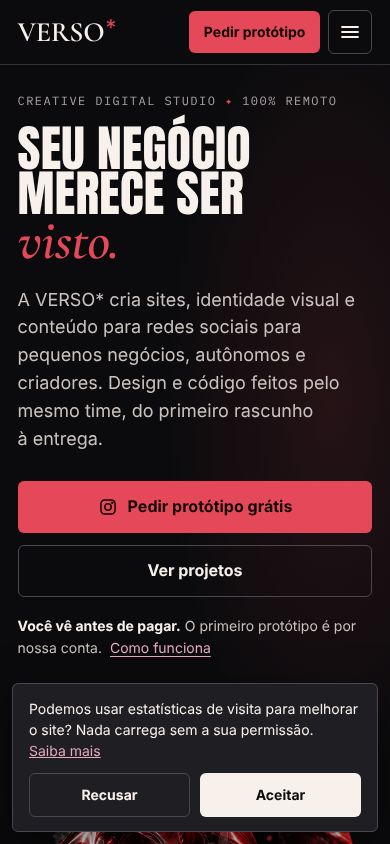 VERSO*
Pedir protótipo
CREATIVE DIGITAL STUDIO ✦ 100% REMOTO
SEU NEGÓCIO
MERECE SER
visto.
A VERSO* cria sites, identidade visual e
conteúdo para redes sociais para
pequenos negócios, autônomos e
criadores. Design e código feitos pelo
mesmo time, do primeiro rascunho
à entrega.
Pedir protótipo grátis
Ver projetos
Você vê antes de pagar. O primeiro protótipo é por
nossa conta. Como funciona
Podemos usar estatísticas de visita para melhorar
o site? Nada carrega sem a sua permissão.
Saiba mais
Recusar
Aceitar